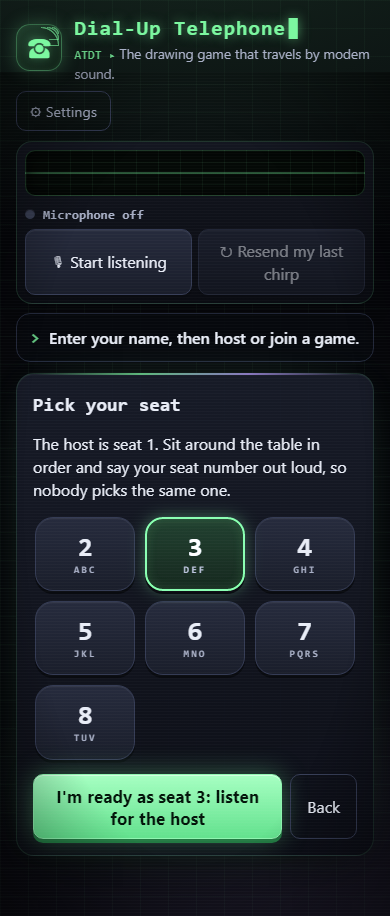 Dial-Up Telephone
ATDT ▸ The drawing game that travels by modem
sound.
⚙ Settings
Microphone off
🎙 Start listening
↻ Resend my last
chirp
> Enter your name, then host or join a game.
Pick your seat
The host is seat 1. Sit around the table in
order and say your seat number out loud, so
nobody picks the same one.
2
ABC
3
DEF
4
GHI
5
JKL
6
MNO
7
PQRS
8
TUV
I'm ready as seat 3: listen
for the host
Back